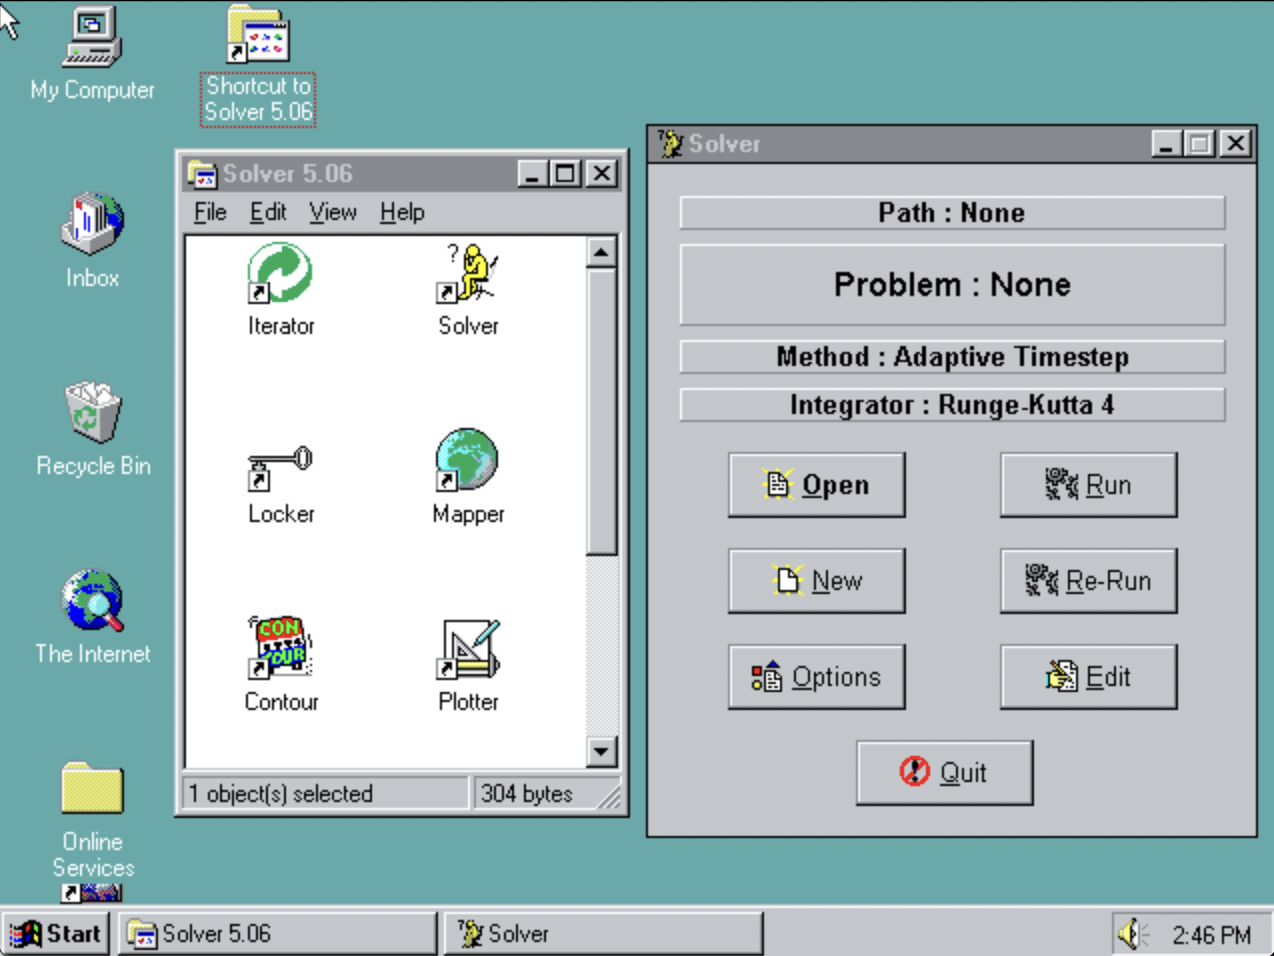 My Computer
Shortcut to
Solver 5.06
Inbox
Recycle Bin
The Internet
Online
Services
Solver 5.06
File Edit View Help
Iterator
?
Solver
Locker
Mapper
CON
TOUR
Contour
Plotter
1 object(s) selected
304 bytes
Solver
Path : None
Problem : None
Method : Adaptive Timestep
Integrator : Runge-Kutta 4
Open
Run
New
Re-Run
Options
Edit
Quit
Start
Solver 5.06
Solver
2:46 PM